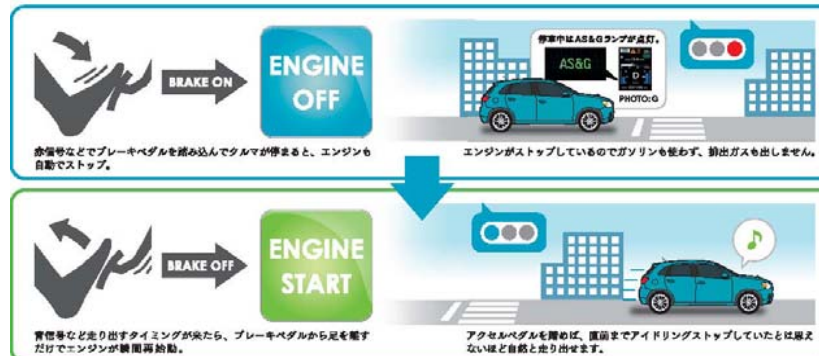 BRAKE ON
ENGINE
OFF
停車中はAS&Gランプが点灯。
AS&G
D
PHOTO:G
赤信号などでブレーキペダルを踏み込んでクルマが停まると、エンジンも
自動でストップ。
エンジンがストップしているのでガソリンも使わず、排出ガスも出しません。
BRAKE OFF
ENGINE
START
青信号など走り出すタイミングが来たら、ブレーキペダルから足を離す
だけでエンジンが瞬間再始動。
アクセルペダルを踏めば、直前までアイドリングストップしていたとは思え
ないほど自然と走り出せます。